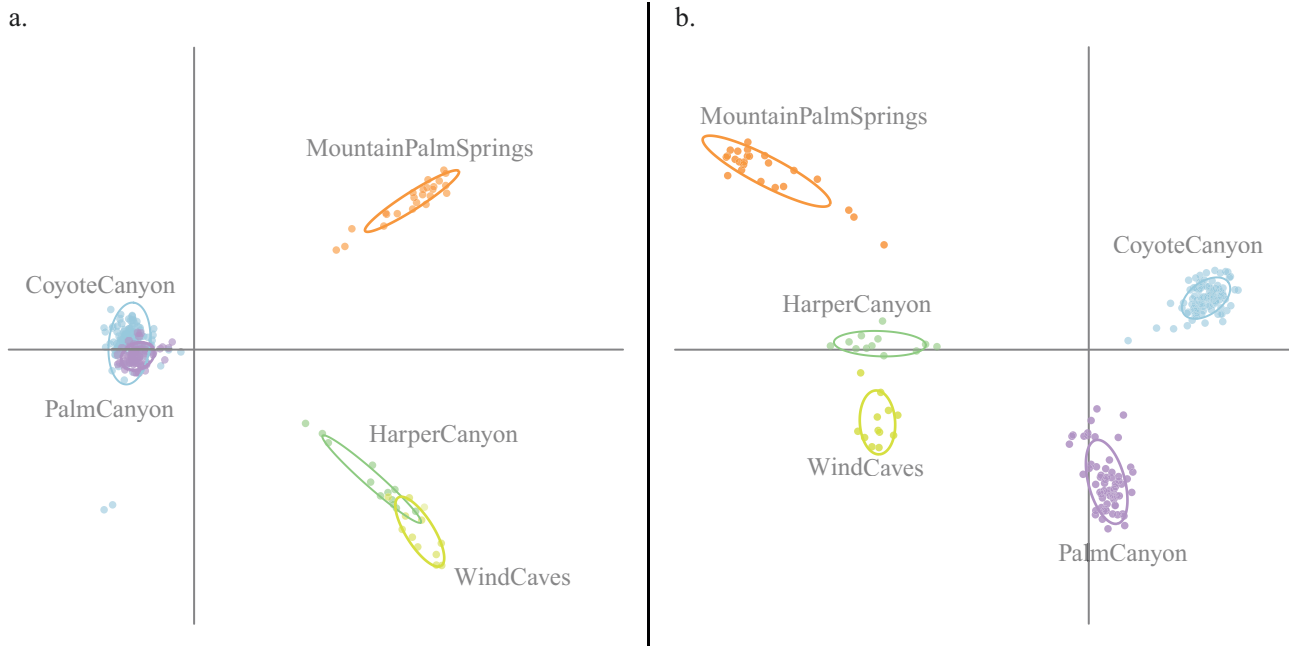 a.
MountainPalmSprings
CoyoteCanyon
PalmCanyon
HarperCanyon
WindCaves
b.
MountainPalmSprings
CoyoteCanyon
HarperCanyon
WindCaves
PalmCanyon